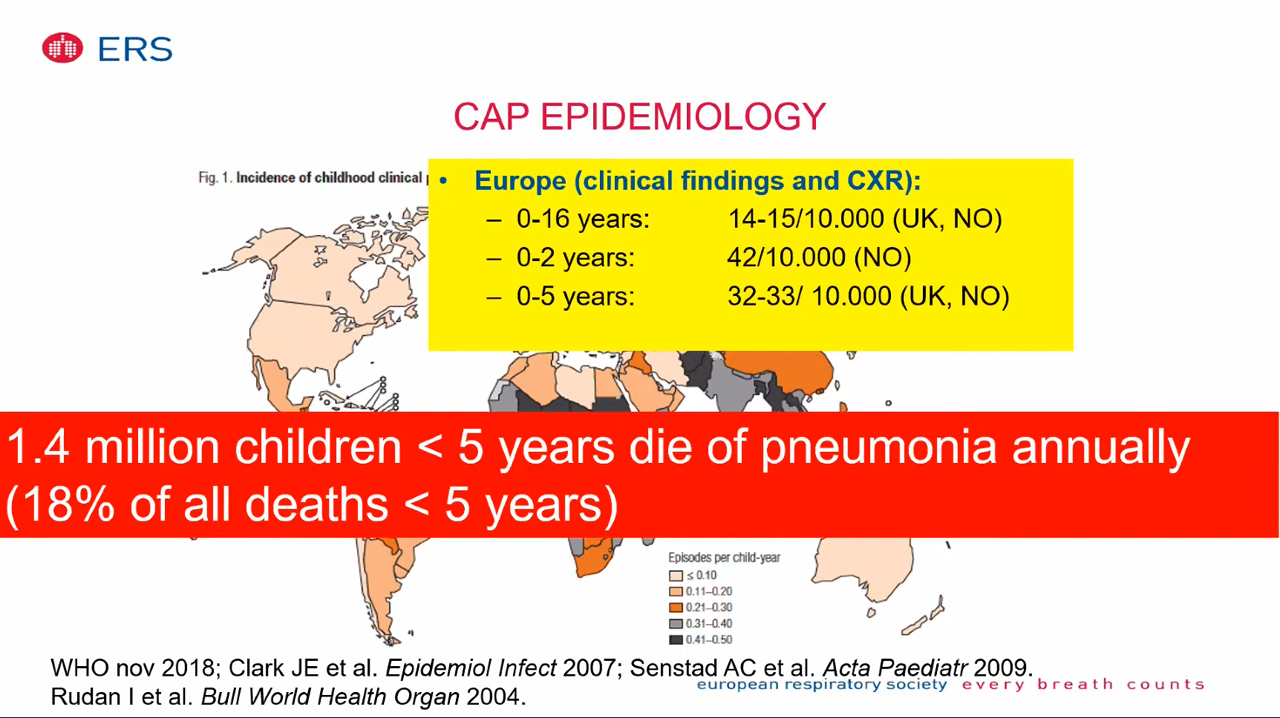 ERS
CAP EPIDEMIOLOGY
Fig. 1. Incidence of childhood clinical
• Europe (clinical findings and CXR):
– 0-16 years: 14-15/10.000 (UK, NO)
– 0-2 years: 42/10.000 (NO)
– 0-5 years: 32-33/ 10.000 (UK, NO)
1.4 million children < 5 years die of pneumonia annually
(18% of all deaths < 5 years)
Episodes per child-year
≤ 0.10
0.11–0.20
0.21–0.30
0.31–0.40
0.41–0.50
WHO nov 2018; Clark JE et al. Epidemiol Infect 2007; Senstad AC et al. Acta Paediatr 2009.
Rudan I et al. Bull World Health Organ 2004.
european respiratory society every breath counts